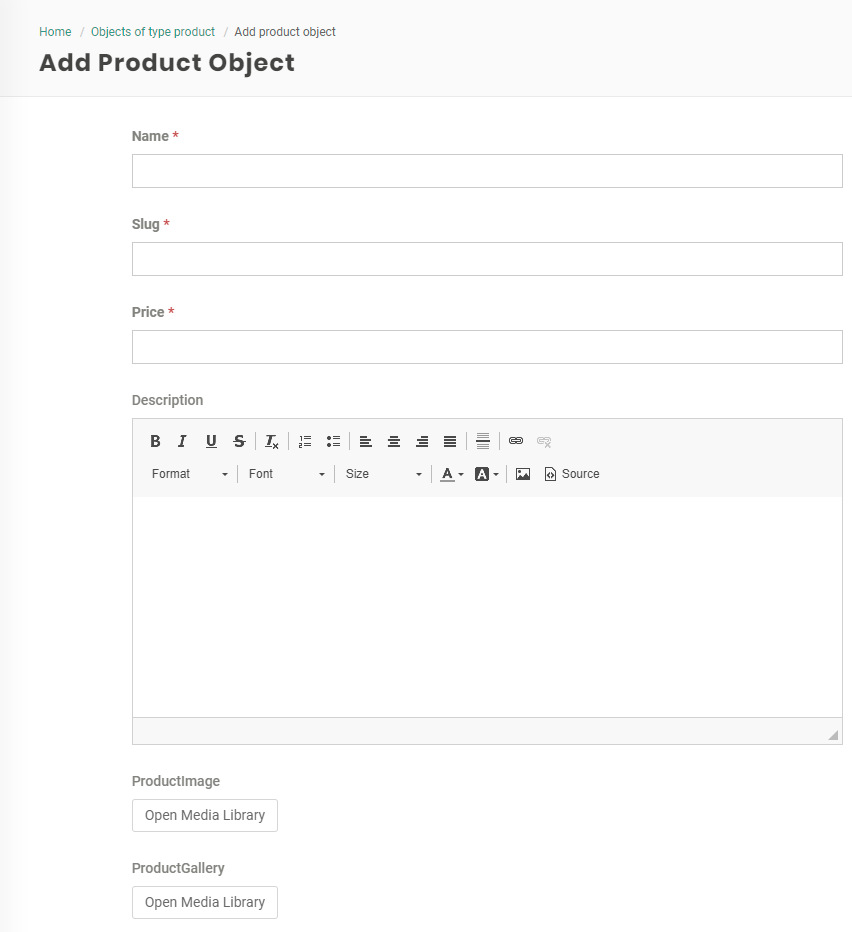 Home / Objects of type product / Add product object
Add Product Object
Name *
Slug *
Price *
Description
B I U S Tx
Format Font Size A A Source
ProductImage
Open Media Library
ProductGallery
Open Media Library